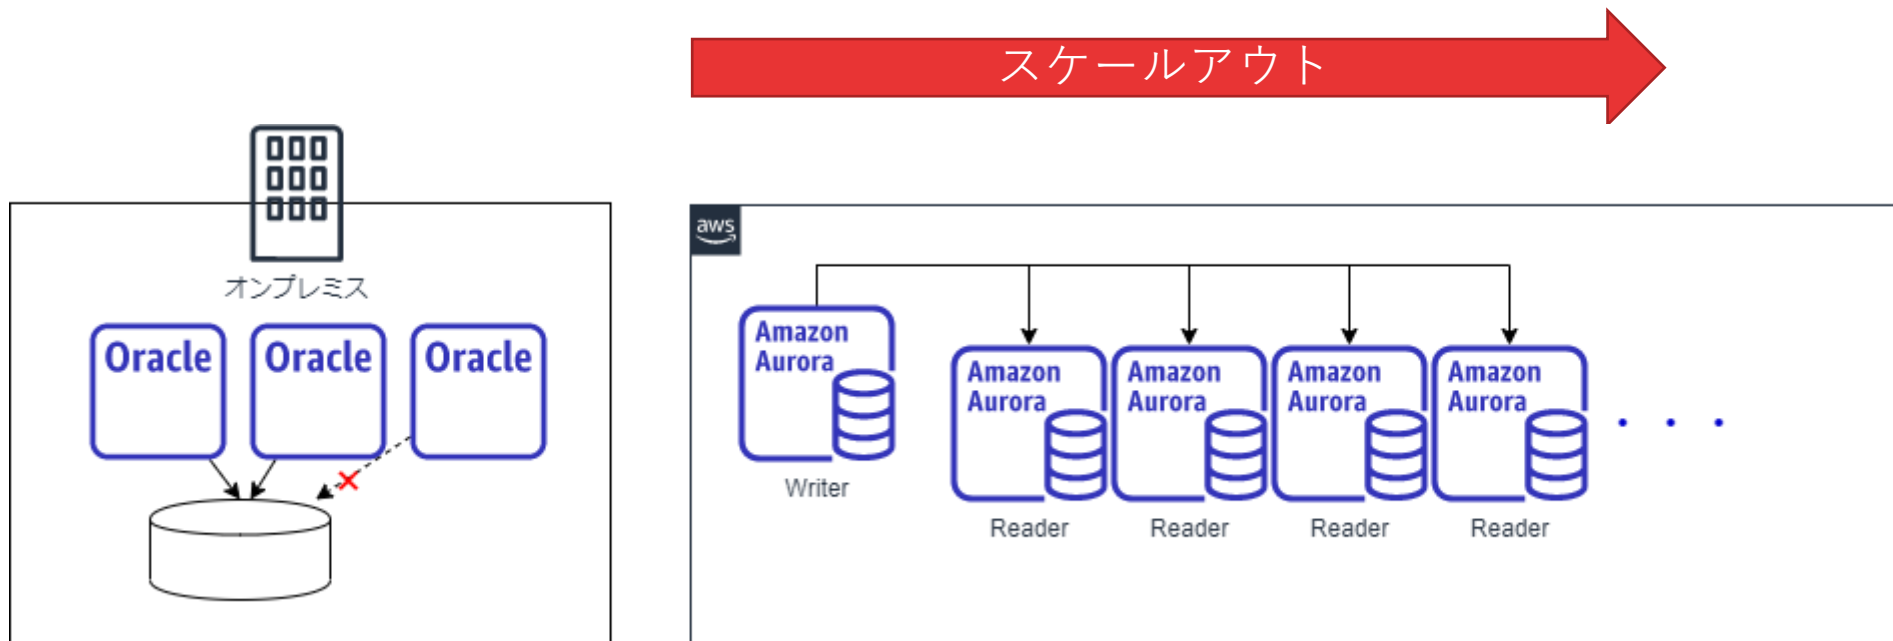 スケールアウト
オンプレミス
Oracle
Oracle
Oracle
aws
Amazon
Aurora
Writer
Amazon
Aurora
Reader
Amazon
Aurora
Reader
Amazon
Aurora
Reader
Amazon
Aurora
Reader
・・・